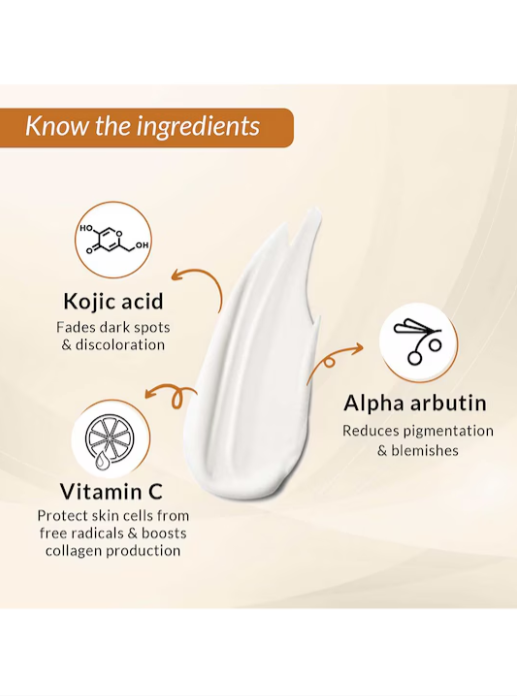 Know the ingredients
HO
O
O
OH
Kojic acid
Fades dark spots
& discoloration
Alpha arbutin
Reduces pigmentation
& blemishes
Vitamin C
Protect skin cells from
free radicals & boosts
collagen production